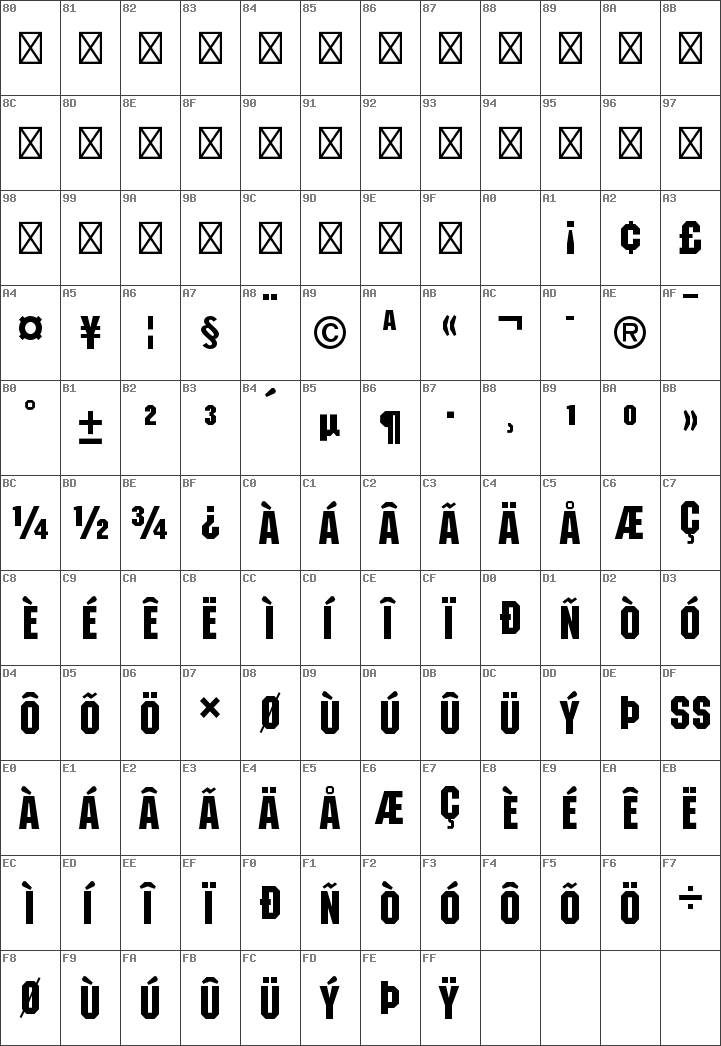 80 81 82 83 84 85 86 87 88 89 8A 8B
8C 8D 8E 8F 90 91 92 93 94 95 96 97
98 99 9A 9B 9C 9D 9E 9F A0 A1 A2 A3
¡ ¢ £
A4 A5 A6 A7 A8 A9 AA AB AC AD AE AF
¤ ¥ ¦ § ¨ © ª « ¬ - ® ¯
B0 B1 B2 B3 B4 B5 B6 B7 B8 B9 BA BB
° ± ² ³ ´ µ ¶ · ¸ ¹ º »
BC BD BE BF C0 C1 C2 C3 C4 C5 C6 C7
¼ ½ ¾ ¿ À Á Â Ã Ä Å Æ Ç
C8 C9 CA CB CC CD CE CF D0 D1 D2 D3
È É Ê Ë Ì Í Î Ï Ð Ñ Ò Ó
D4 D5 D6 D7 D8 D9 DA DB DC DD DE DF
Ô Õ Ö × Ø Ù Ú Û Ü Ý Þ SS
E0 E1 E2 E3 E4 E5 E6 E7 E8 E9 EA EB
À Á Â Ã Ä Å Æ Ç È É Ê Ë
EC ED EE EF F0 F1 F2 F3 F4 F5 F6 F7
Ì Í Î Ï Ð Ñ Ò Ó Ô Õ Ö ÷
F8 F9 FA FB FC FD FE FF
Ø Ù Ú Û Ü Ý Þ Ÿ